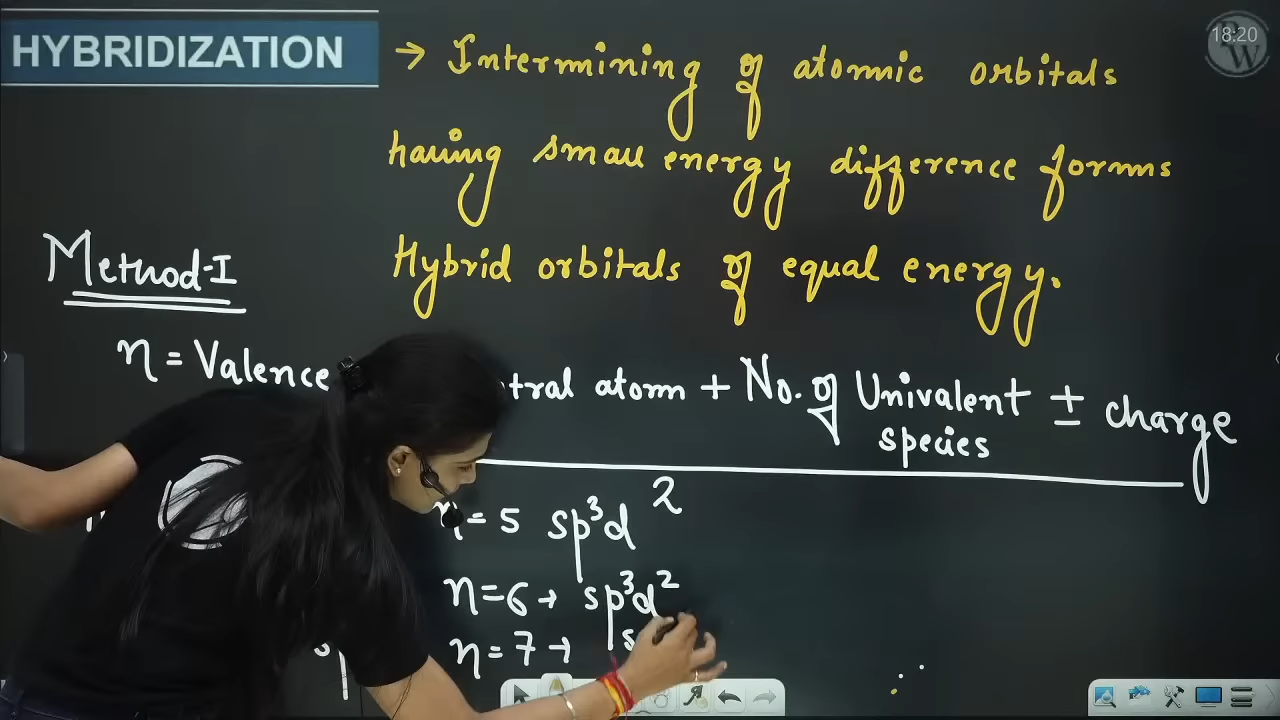 HYBRIDIZATION → Intermining of atomic orbitals
18:20
having small energy difference forms
Hybrid orbitals of equal energy.
Method-I
n = Valence tral atom + No. of Univalent ± charge
species
= 5 sp³d 2
n = 6 → sp³d²
n = 7 → s